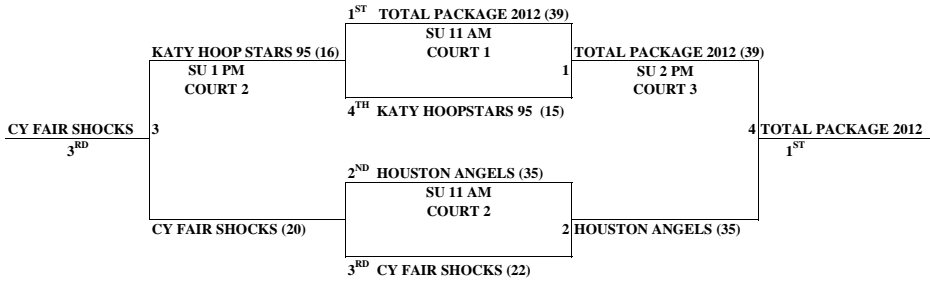 1ST TOTAL PACKAGE 2012 (39)
SU 11 AM
COURT 1
KATY HOOP STARS 95 (16)
TOTAL PACKAGE 2012 (39)
SU 1 PM
COURT 2
1
SU 2 PM
COURT 3
4TH KATY HOOPSTARS 95 (15)
CY FAIR SHOCKS
3
3RD
4
TOTAL PACKAGE 2012
1ST
2ND HOUSTON ANGELS (35)
SU 11 AM
COURT 2
CY FAIR SHOCKS (20)
2
HOUSTON ANGELS (35)
3RD CY FAIR SHOCKS (22)